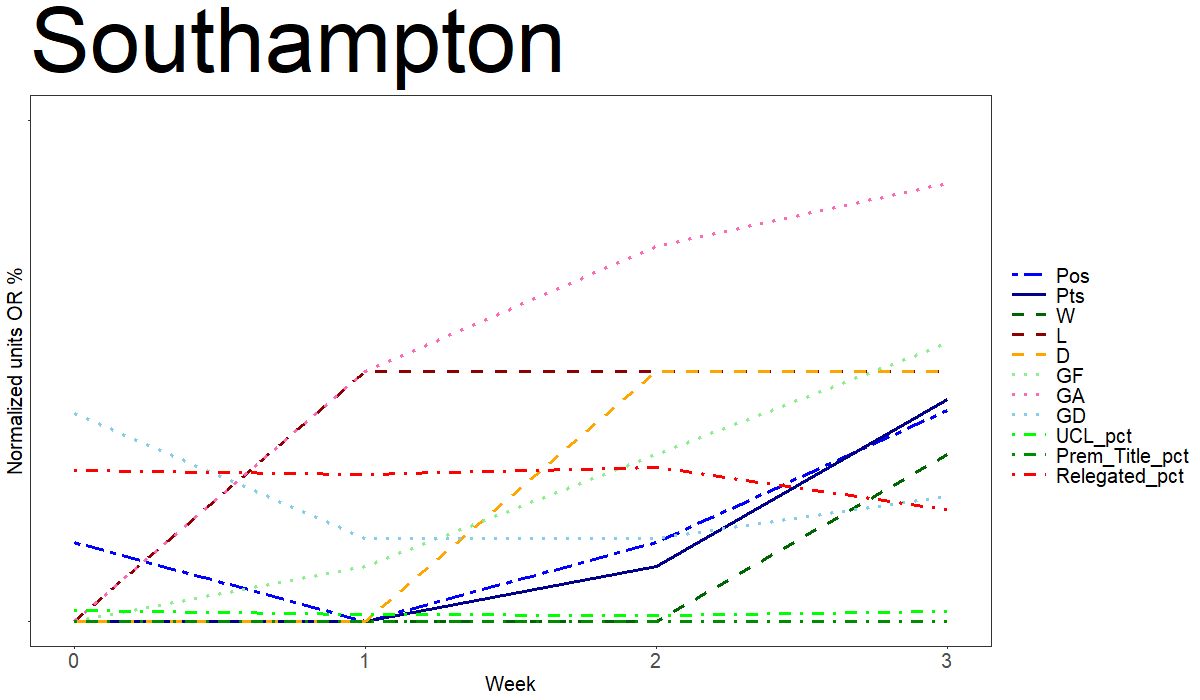 Southampton
Normalized units OR %
0 1 2 3
Week
Pos
Pts
W
L
D
GF
GA
GD
UCL_pct
Prem_Title_pct
Relegated_pct